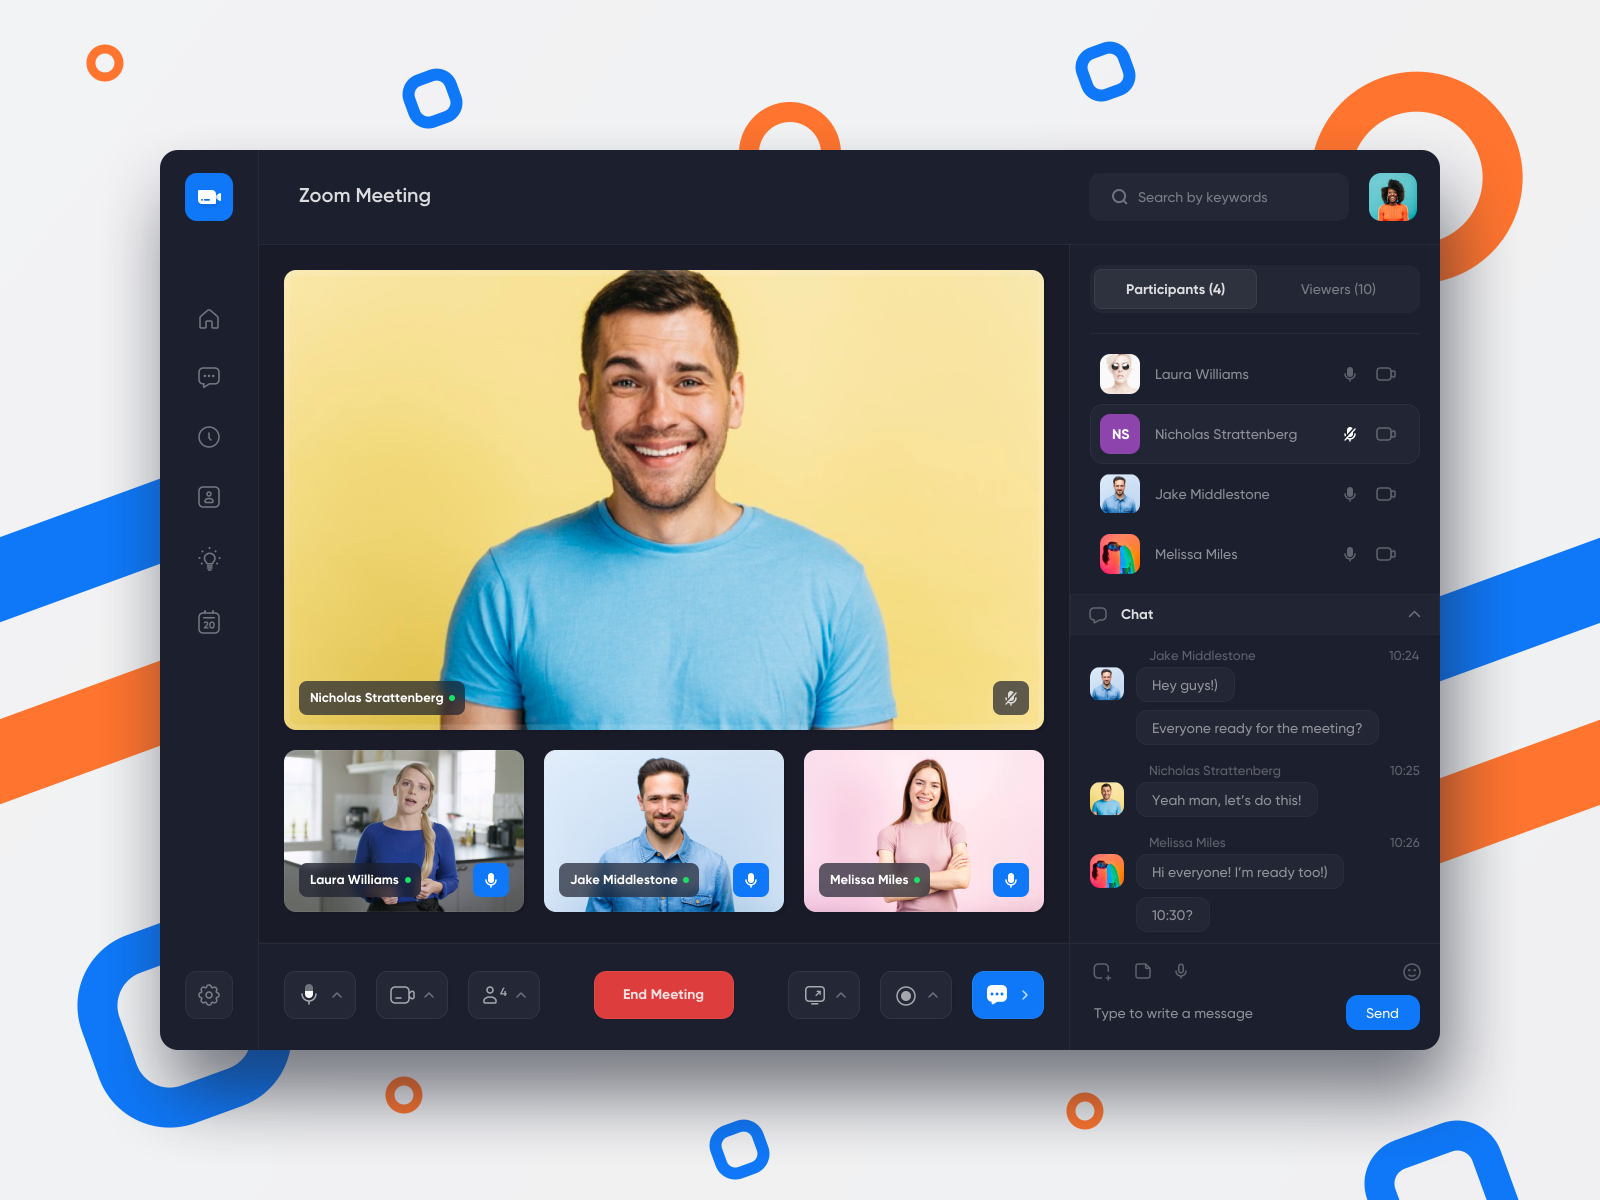 Zoom Meeting
Search by keywords
20
Nicholas Strattenberg
Laura Williams
Jake Middlestone
Melissa Miles
4
End Meeting
Participants (4)
Viewers (10)
Laura Williams
NS
Nicholas Strattenberg
Jake Middlestone
Melissa Miles
Chat
Jake Middlestone 10:24
Hey guys!)
Everyone ready for the meeting?
Nicholas Strattenberg 10:25
Yeah man, let's do this!
Melissa Miles 10:26
Hi everyone! I'm ready too!)
10:30?
Type to write a message
Send